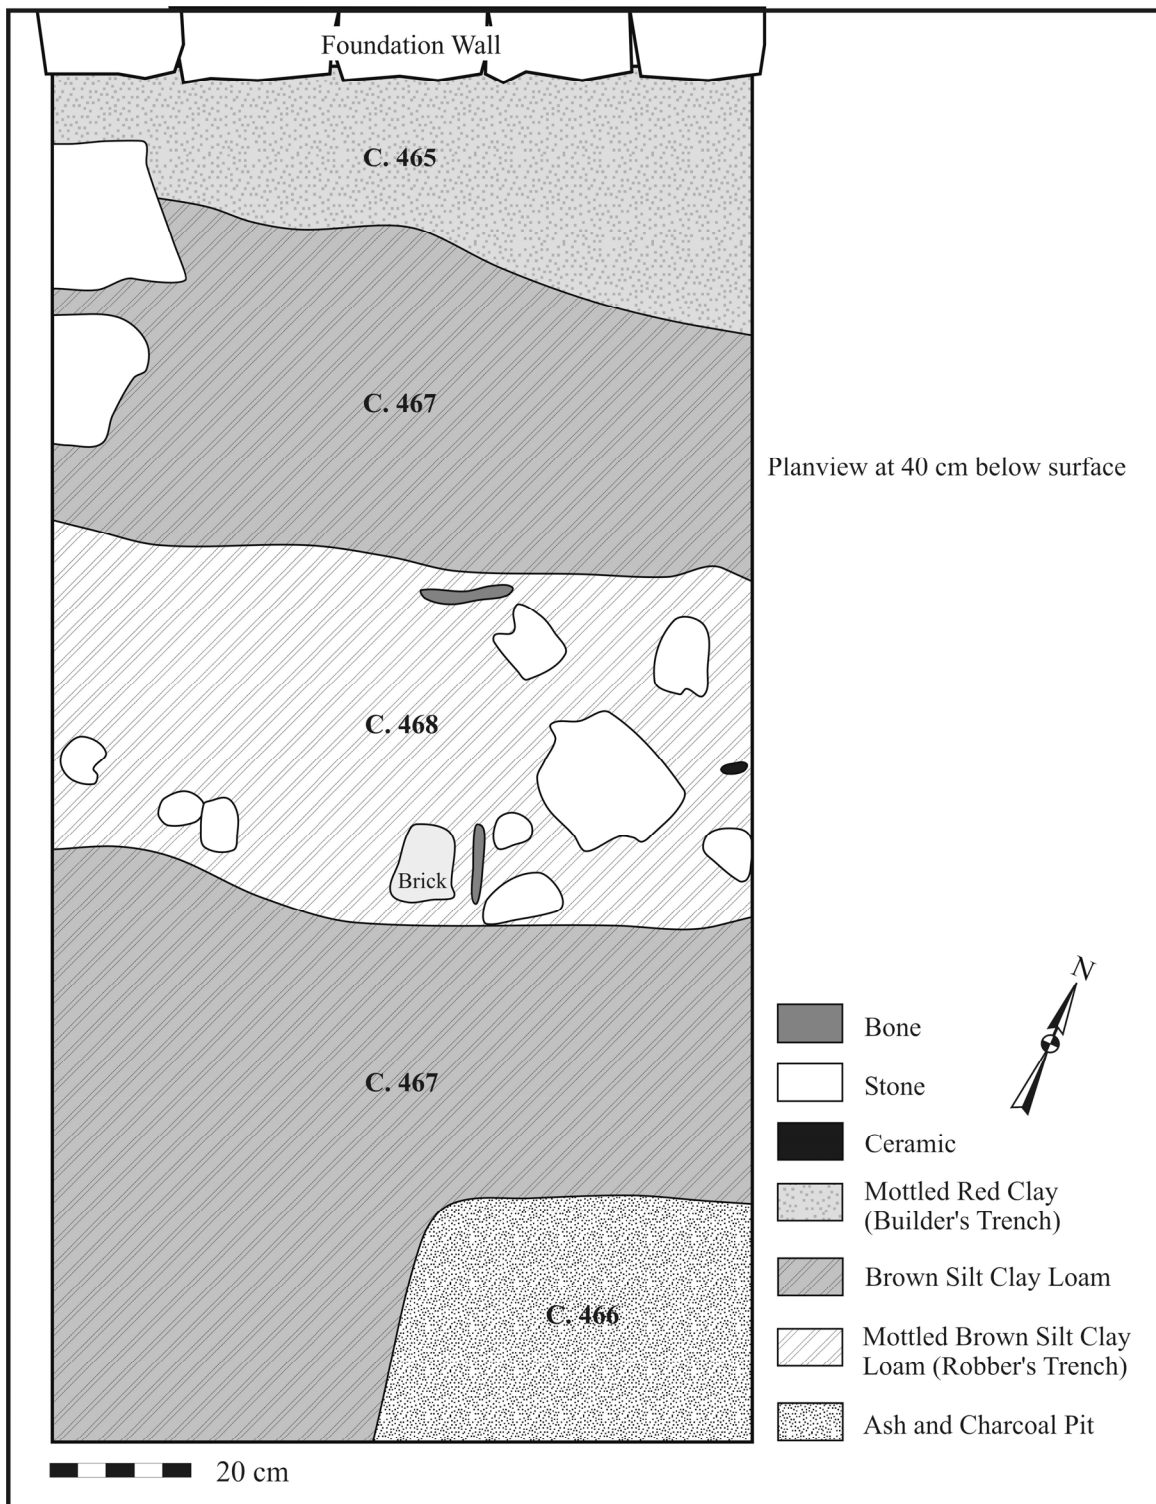 Foundation Wall
C. 465
C. 467
Planview at 40 cm below surface
C. 468
Brick
C. 467
C. 466
N
Bone
Stone
Ceramic
Mottled Red Clay
(Builder's Trench)
Brown Silt Clay Loam
Mottled Brown Silt Clay
Loam (Robber's Trench)
Ash and Charcoal Pit
20 cm